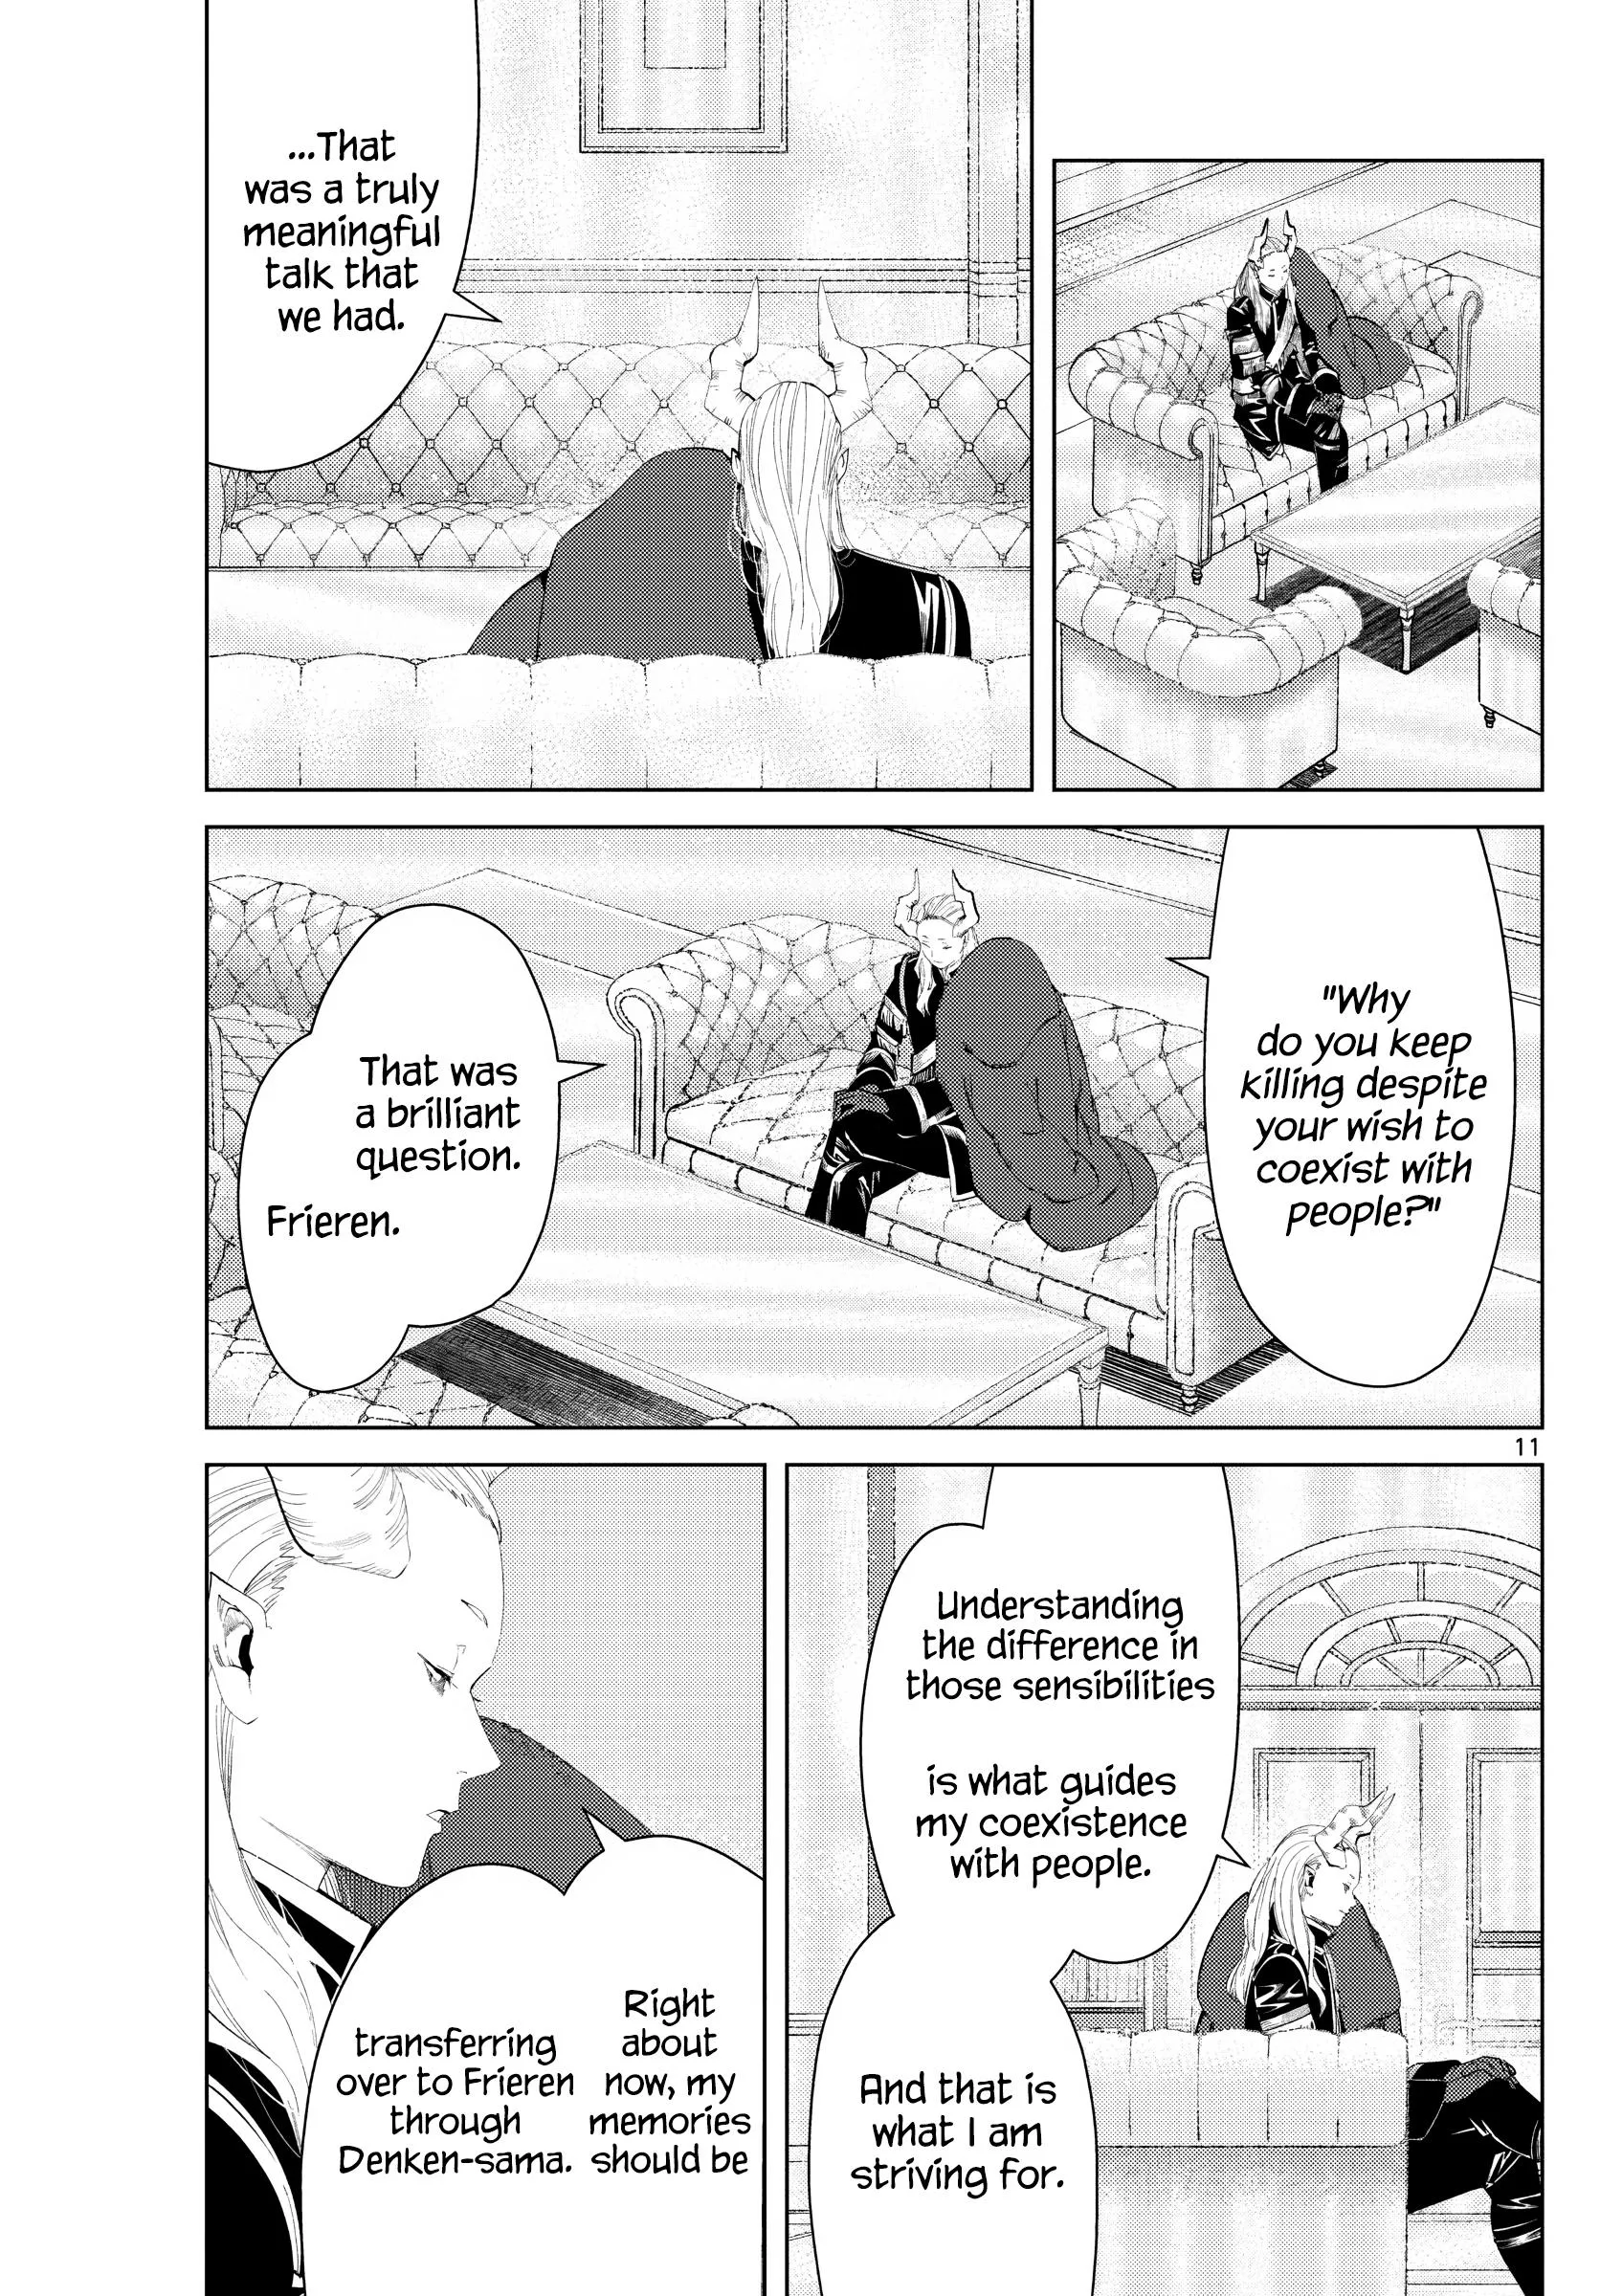 ...That
was a truly
meaningful
talk that
we had.
"Why
do you keep
killing despite
your wish to
coexist with
people?"
That was
a brilliant
question.
Frieren.
11
Understanding
the difference in
those sensibilities
is what guides
my coexistence
with people.
And that is
what I am
striving for.
Right
about
now, my
memories
should be
transferring
over to Frieren
through
Denken-sama.